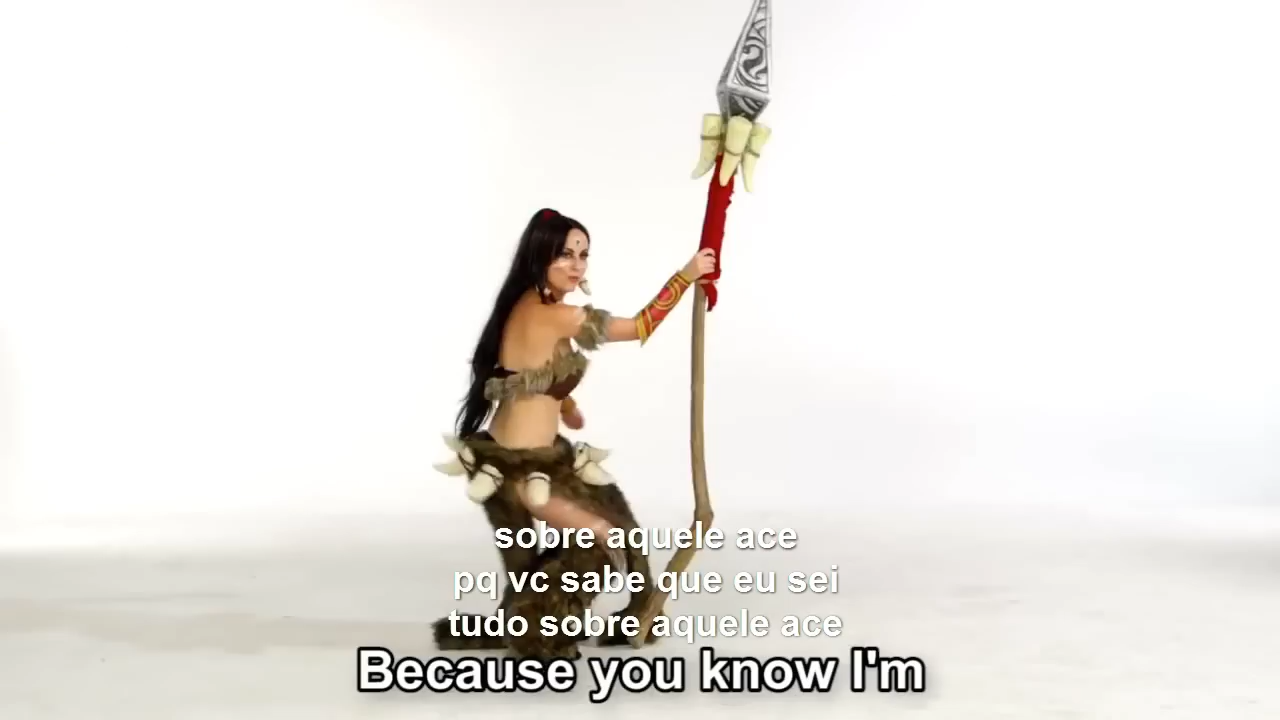 sobre aquele ace
pq vc sabe que eu sei
tudo sobre aquele ace
Because you know I'm